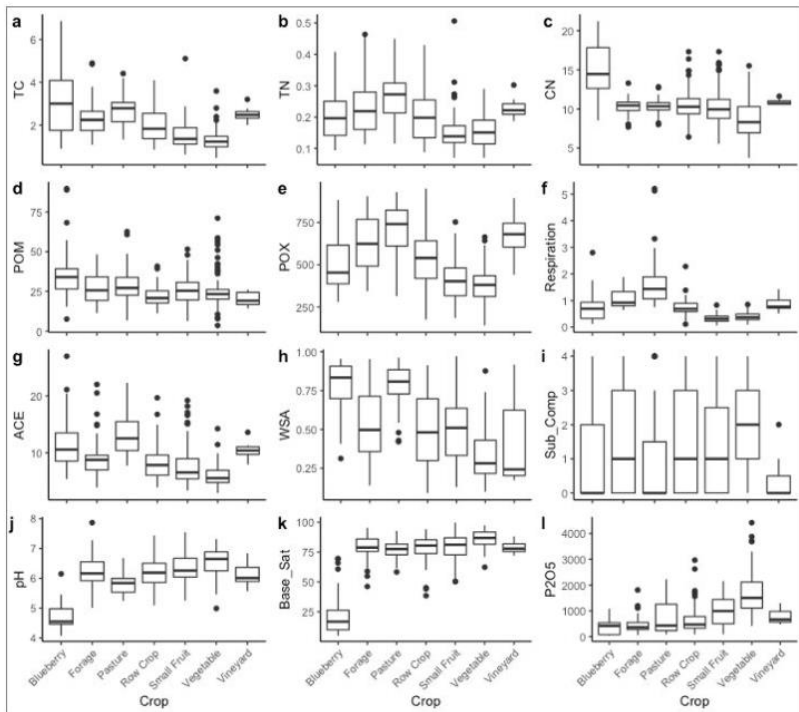 a
TC
6
4
2
b
TN
0.5
0.4
0.3
0.2
0.1
c
CN
20
15
10
5
d
POM
75
50
25
0
e
POX
750
500
250
f
Respiration
5
4
3
2
1
0
g
ACE
20
10
h
WSA
1.00
0.75
0.50
0.25
i
Sub_Comp
4
3
2
1
0
j
pH
8
7
6
5
4
k
Base_Sat
100
75
50
25
l
P2O5
4000
3000
2000
1000
0
Blueberry
Forage
Pasture
Row Crop
Small Fruit
Vegetable
Vineyard
Crop
Blueberry
Forage
Pasture
Row Crop
Small Fruit
Vegetable
Vineyard
Crop
Blueberry
Forage
Pasture
Row Crop
Small Fruit
Vegetable
Vineyard
Crop